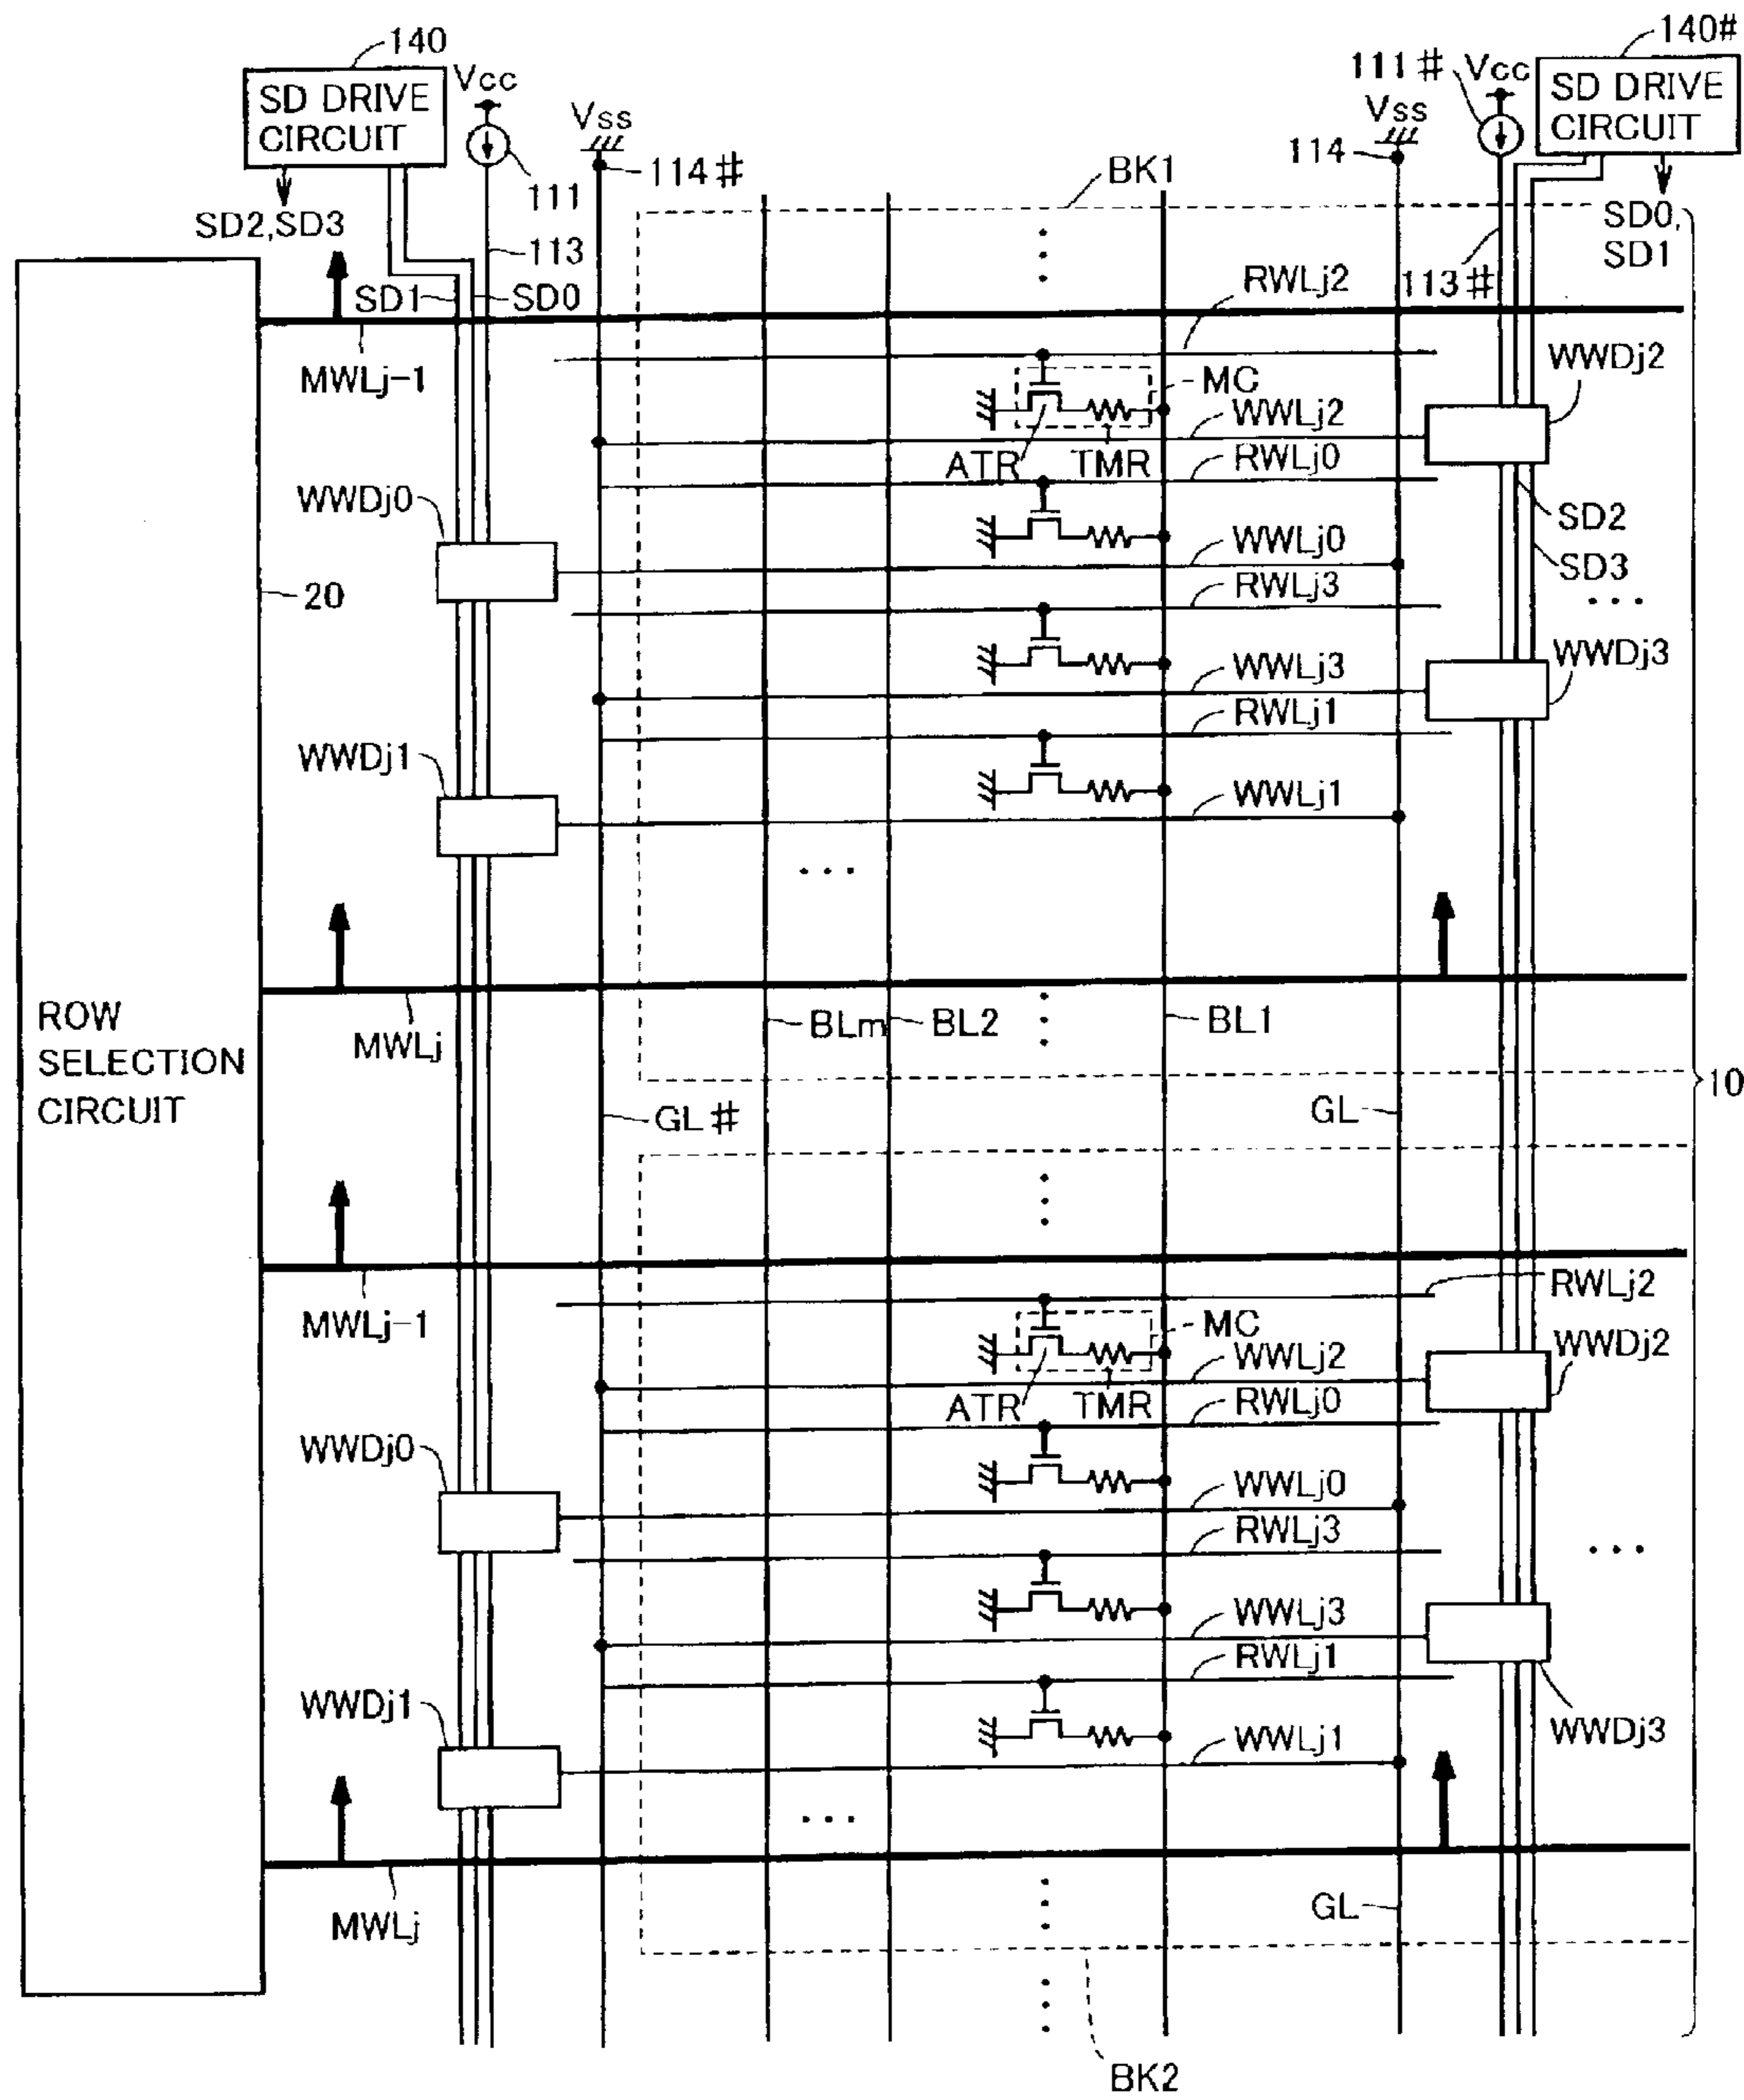 140
SD DRIVE
CIRCUIT
Vcc
111
SD2,SD3
Vss
114#
113
SD1
SD0
BK1
111#
Vcc
Vss
114
140#
SD DRIVE
CIRCUIT
SD0,
SD1
113#
MWLj-1
RWLj2
MC
WWLj2
WWDj2
ATR
TMR
RWLj0
WWDj0
SD2
WWLj0
SD3
20
RWLj3
...
WWLj3
WWDj3
RWLj1
WWDj1
WWLj1
...
ROW
SELECTION
CIRCUIT
MWLj
BLm
BL2
BL1
10
GL#
GL
MWLj-1
RWLj2
MC
WWLj2
WWDj2
ATR
TMR
RWLj0
WWDj0
WWLj0
RWLj3
...
WWLj3
RWLj1
WWDj1
WWDj3
WWLj1
...
MWLj
GL
BK2